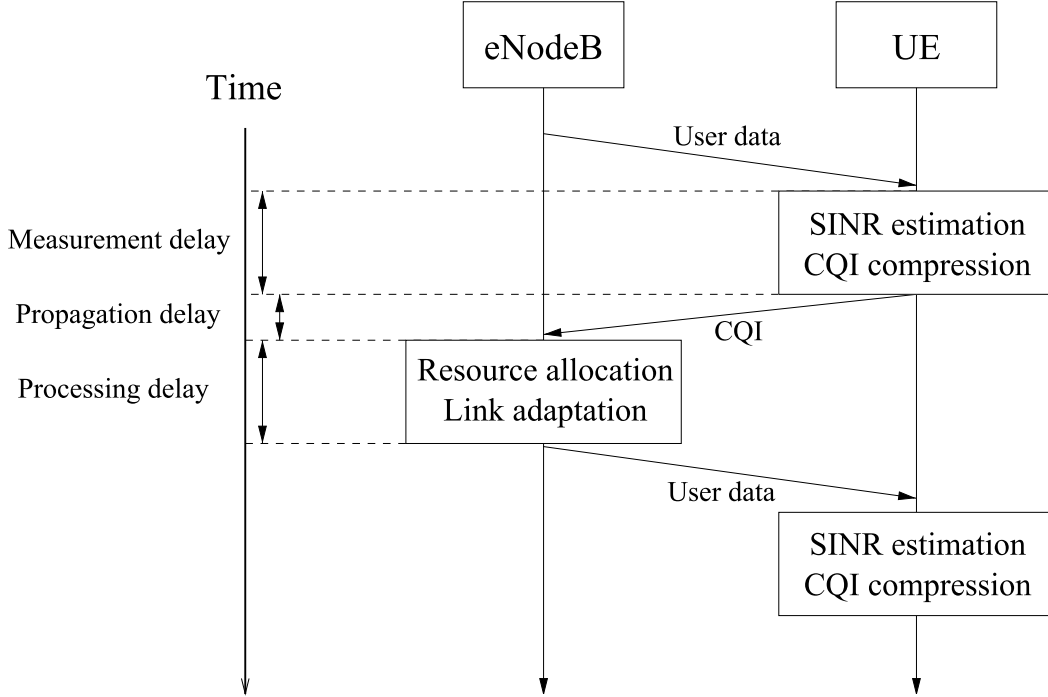 eNodeB
UE
Time
User data
Measurement delay
SINR estimation
CQI compression
Propagation delay
CQI
Processing delay
Resource allocation
Link adaptation
User data
SINR estimation
CQI compression